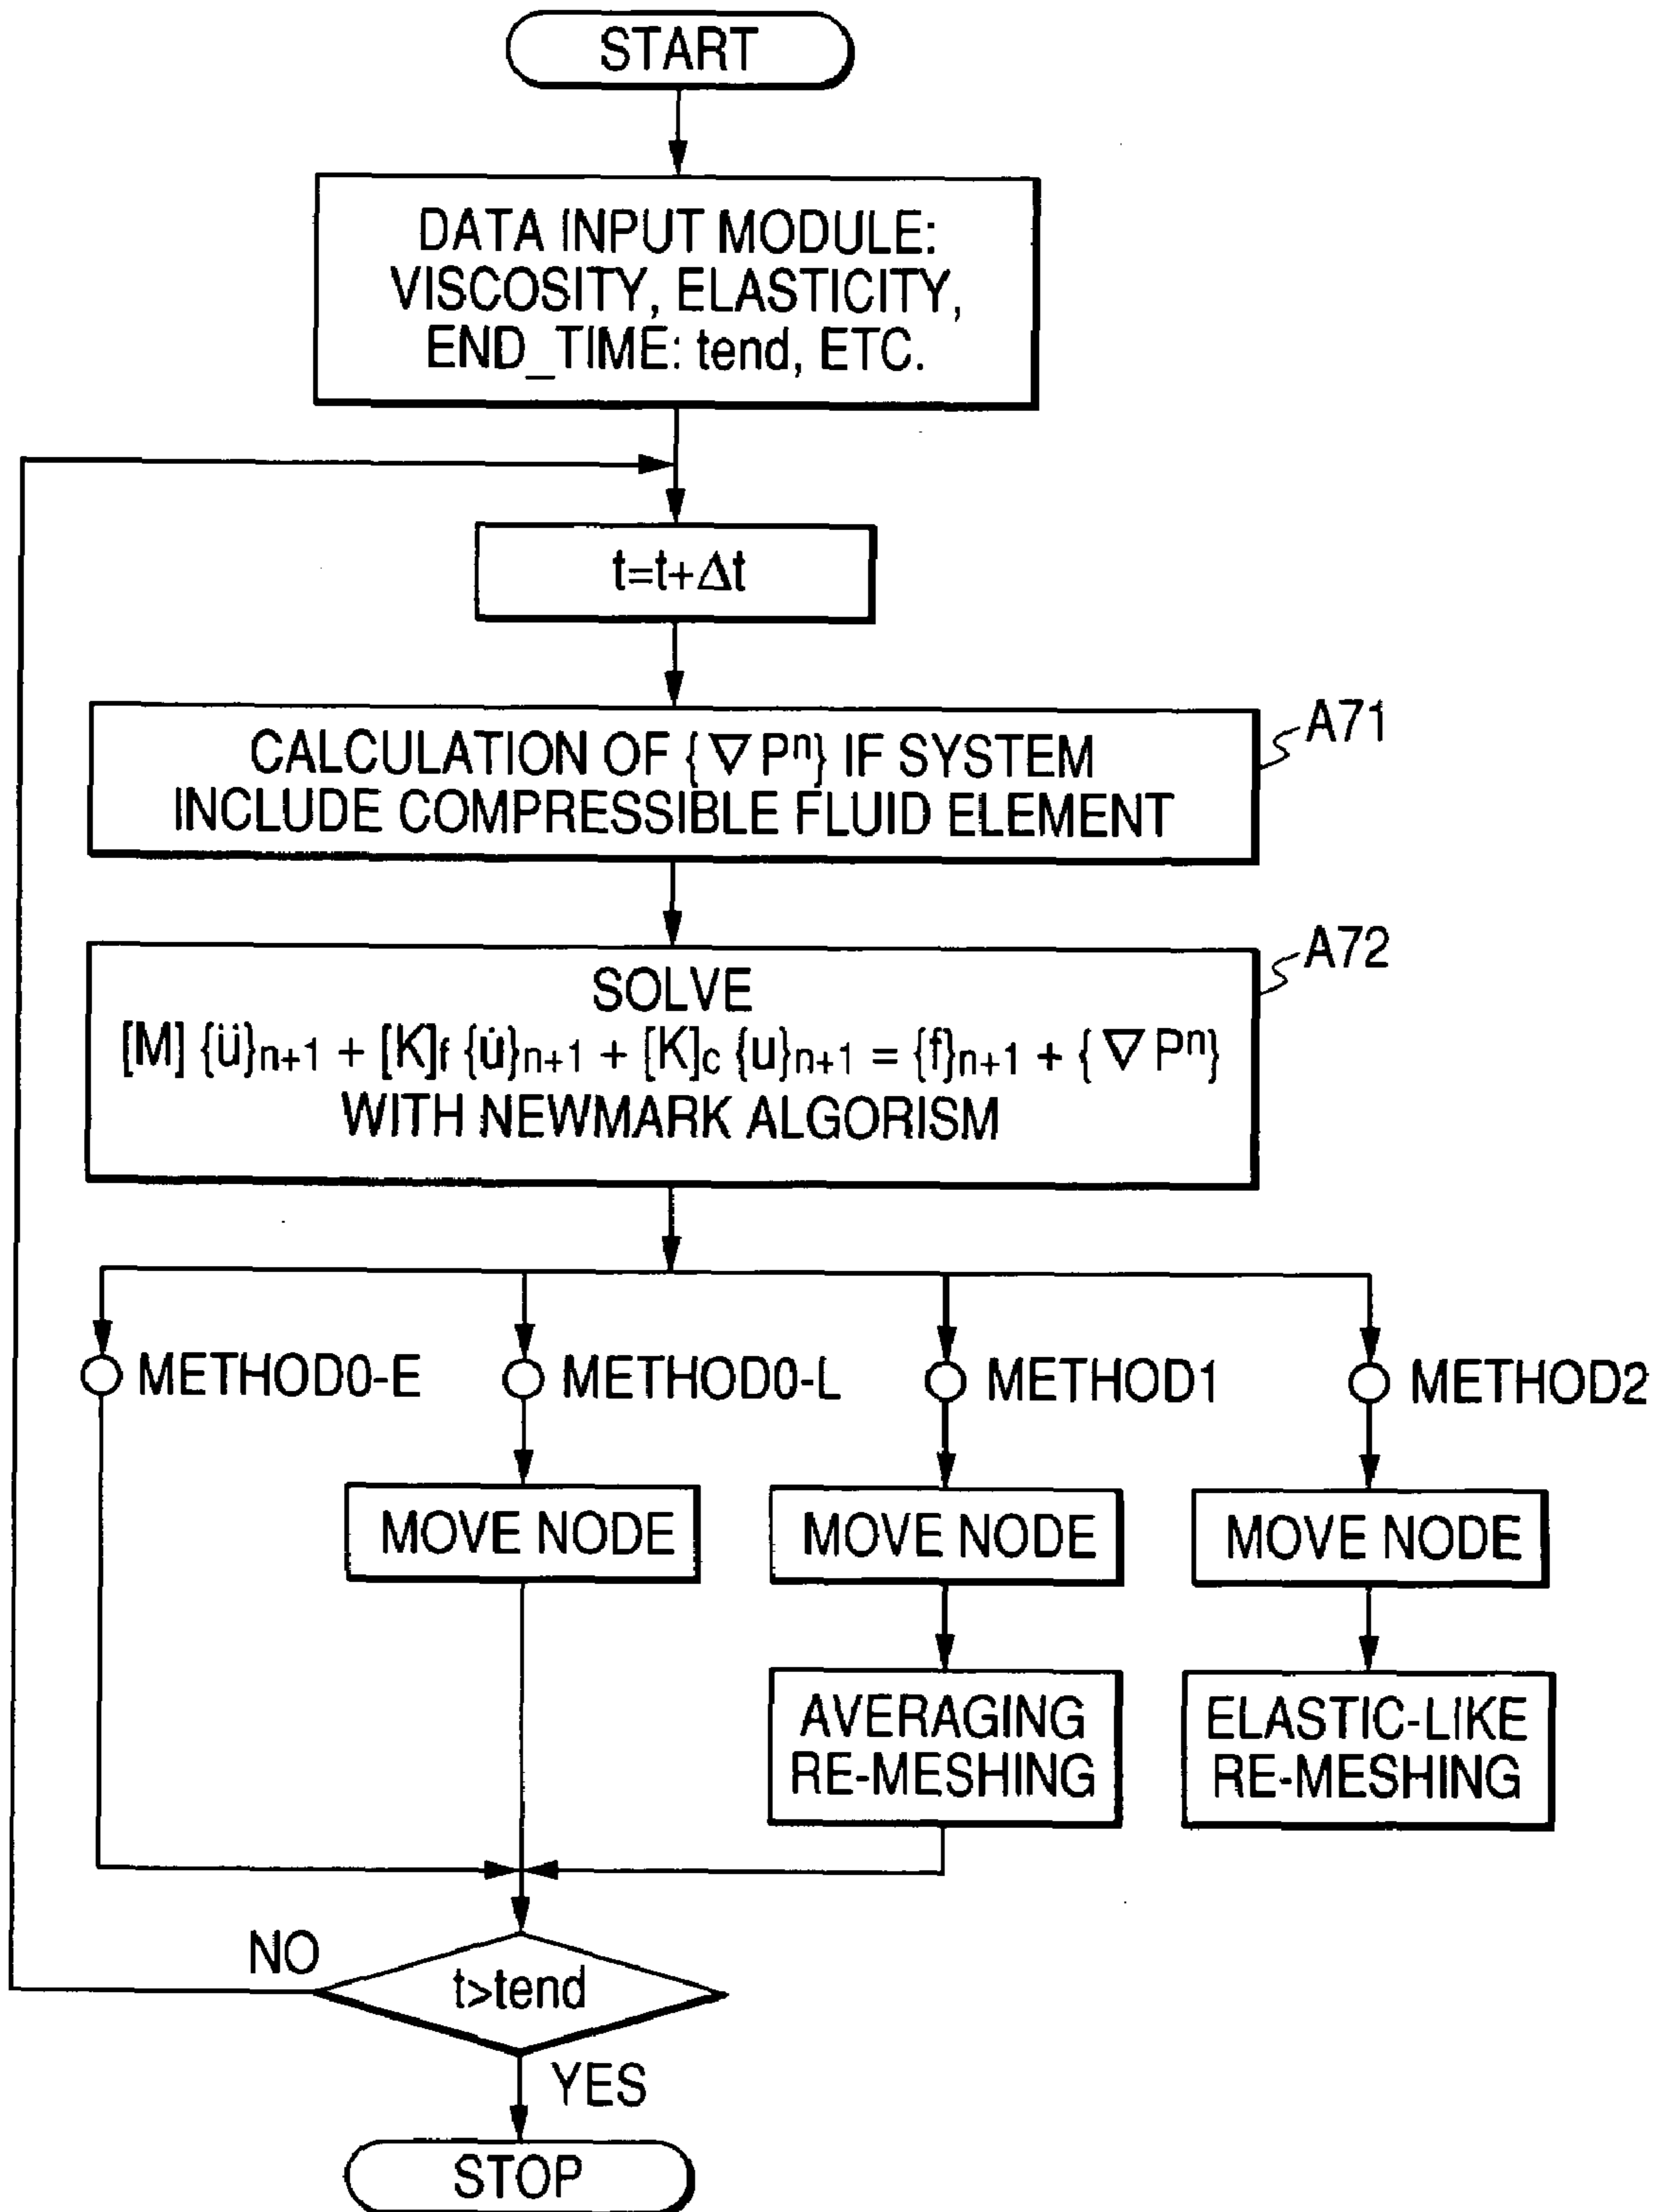 START
DATA INPUT MODULE:
VISCOSITY, ELASTICITY,
END_TIME: tend, ETC.
t=t+Δt
CALCULATION OF {∇Pⁿ} IF SYSTEM
INCLUDE COMPRESSIBLE FLUID ELEMENT
A71
SOLVE
[M] {ü}n+1 + [K]f {u̇}n+1 + [K]c {u}n+1 = {f}n+1 + {∇Pⁿ}
WITH NEWMARK ALGORISM
A72
METHOD0-E
METHOD0-L
METHOD1
METHOD2
MOVE NODE
MOVE NODE
MOVE NODE
AVERAGING
RE-MESHING
ELASTIC-LIKE
RE-MESHING
NO
t>tend
YES
STOP